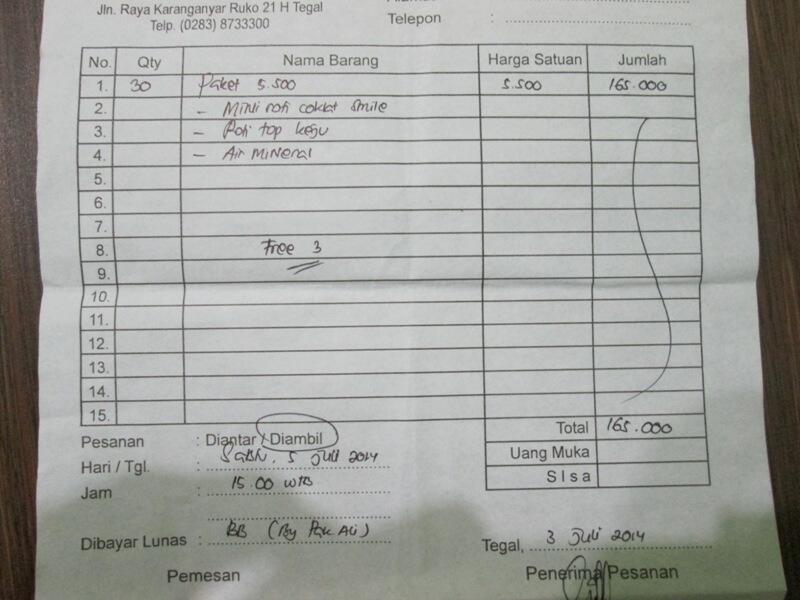 Jln. Raya Karanganyar Ruko 21 H Tegal
Telp. (0283) 8733300
Telepon :
No. Qty Nama Barang Harga Satuan Jumlah
1. 30 Paket 5.500 5.500 165.000
2. - Mini roti coklat smile
3. - Roti top keju
4. - Air Mineral
5.
6.
7.
8. Free 3
9.
10.
11.
12.
13.
14.
15.
Total 165.000
Uang Muka
SIsa
Pesanan : Diantar / Diambil
Hari / Tgl. : Sabtu, 5 Juli 2014
Jam : 15.00 WIB
Dibayar Lunas : BB (By Pak Ali)
Tegal, 3 Juli 2014
Pemesan
Penerima Pesanan